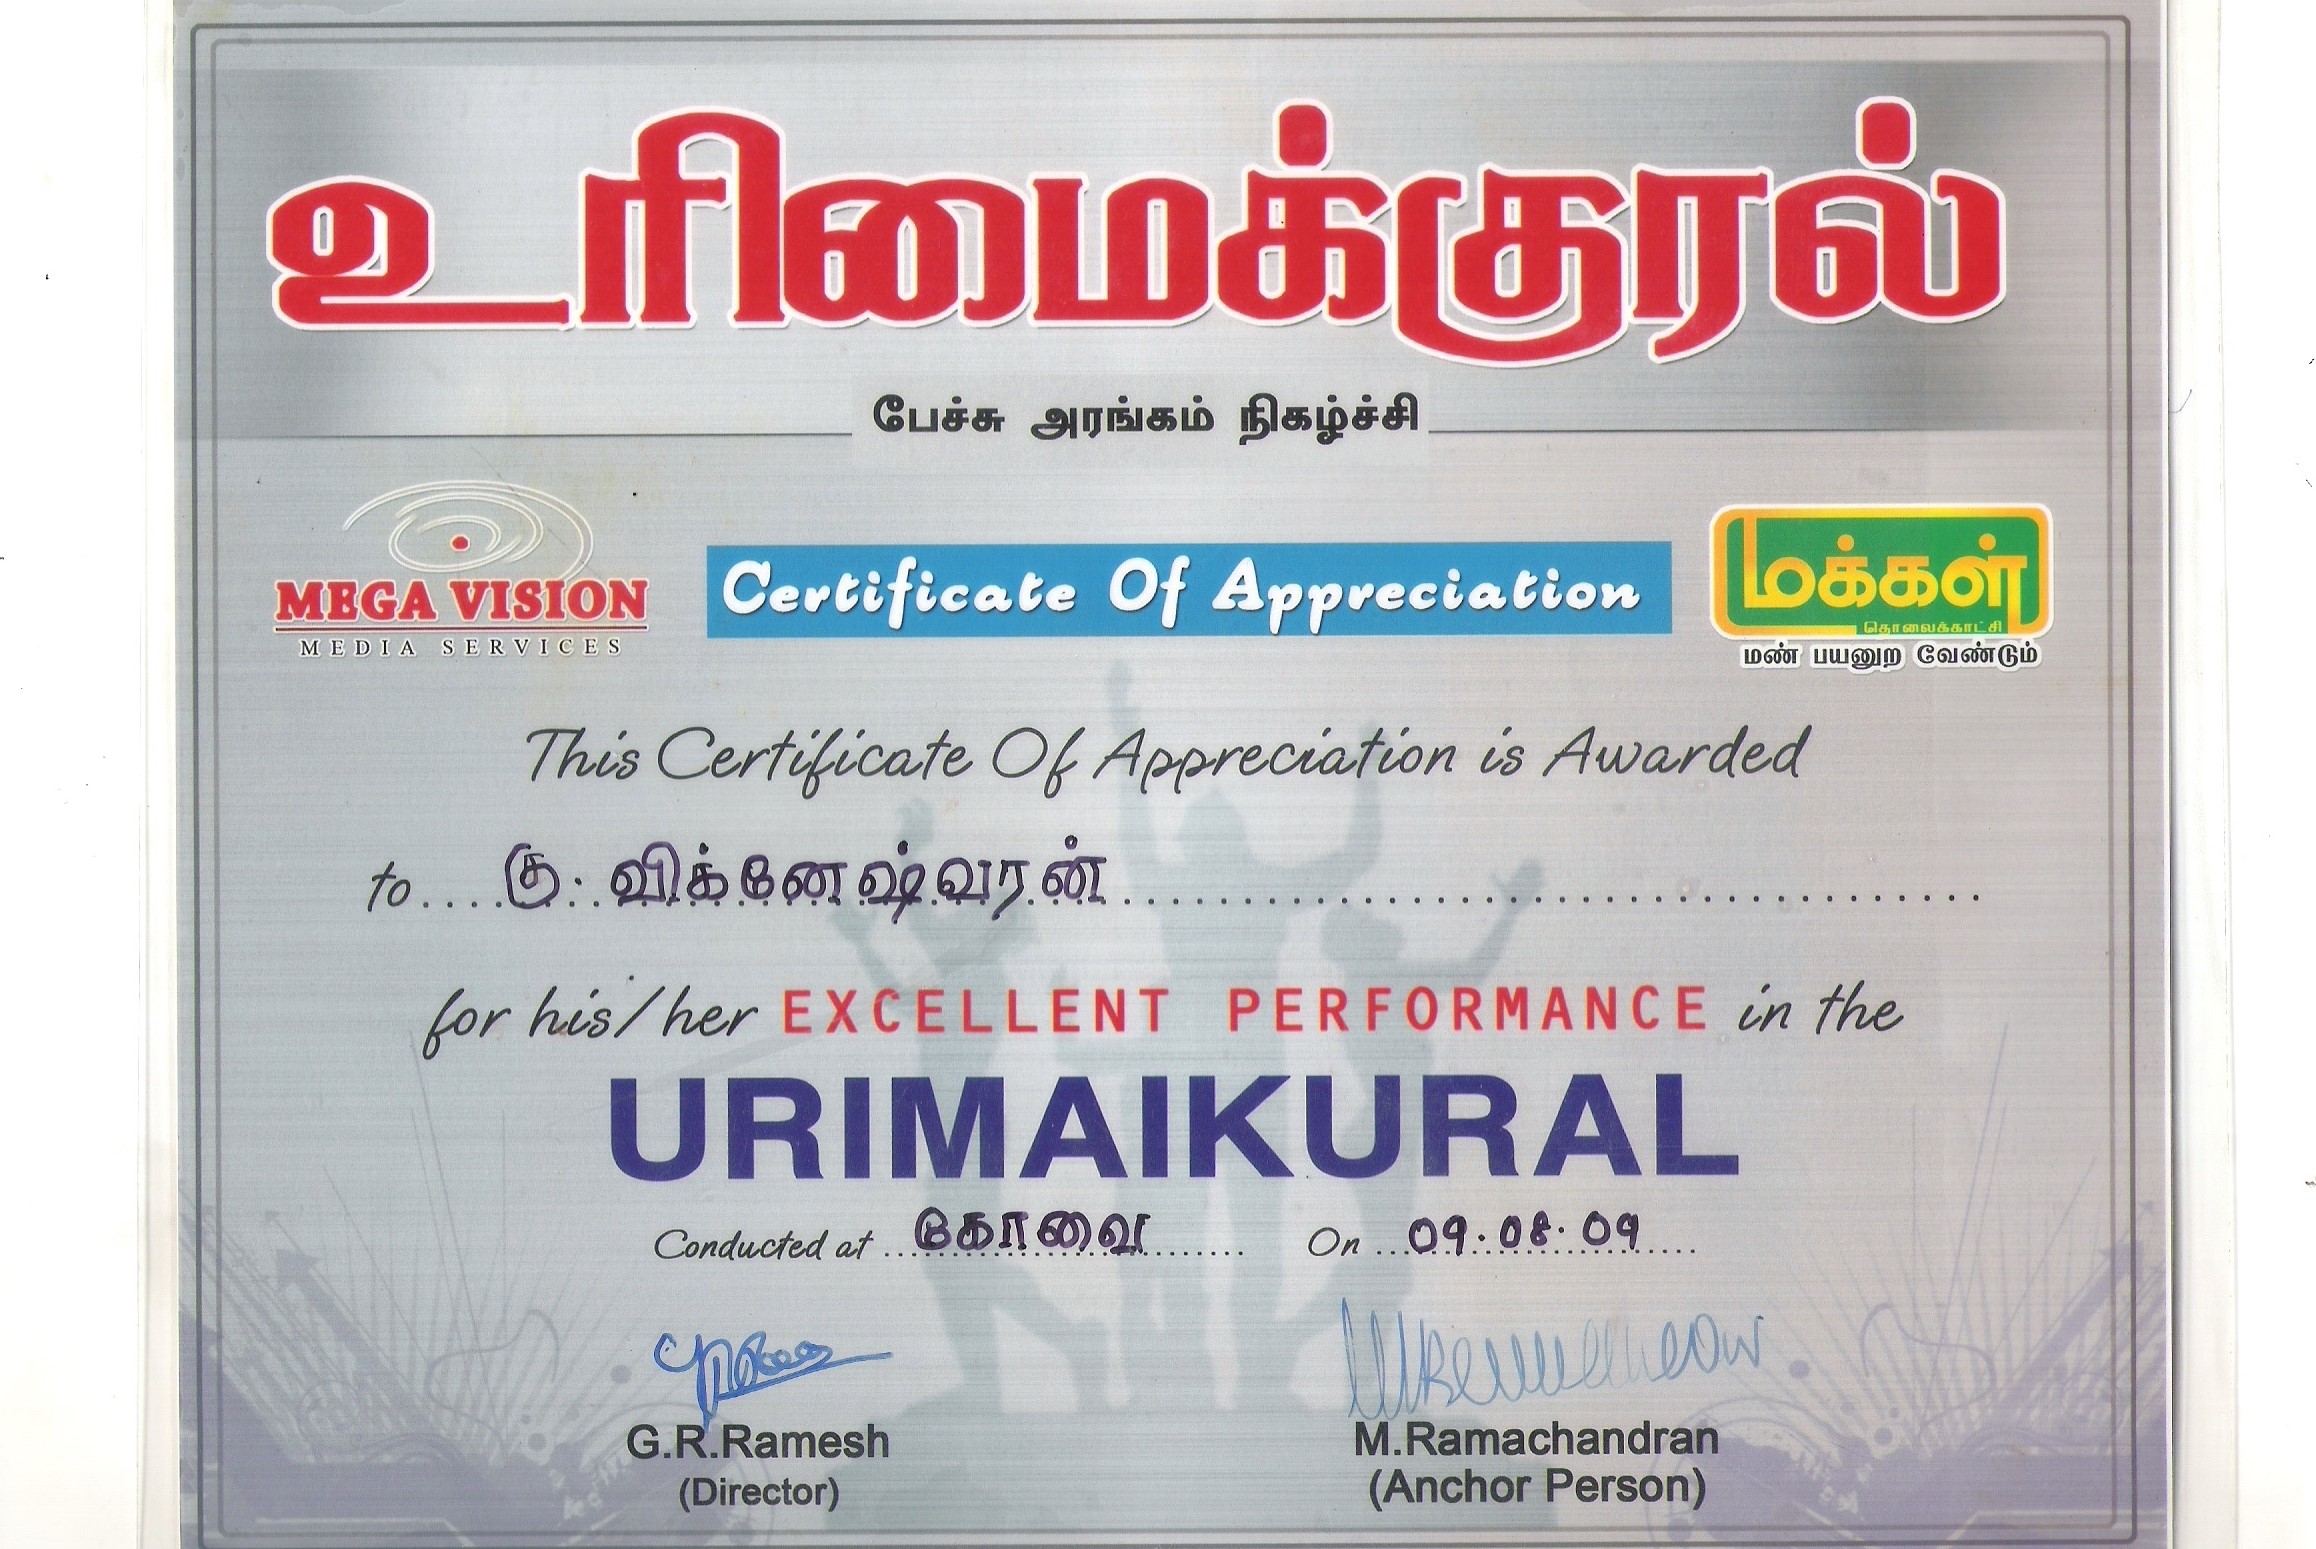 உரிமைக்குரல்
பேச்சு அரங்கம் நிகழ்ச்சி
MEGA VISION
MEDIA SERVICES
Certificate Of Appreciation
மக்கள்
தொலைக்காட்சி
மண் பயனுற வேண்டும்
This Certificate Of Appreciation is Awarded
to.... கு. விக்னேஷ்வரன்
for his/her EXCELLENT PERFORMANCE in the
URIMAIKURAL
Conducted at ... கோவை On ... 09.08.09
G.R.Ramesh
(Director)
M.Ramachandran
(Anchor Person)